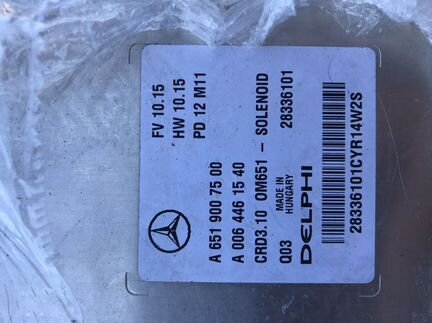 FV 10.15
HW 10.15
PD 12 M11
A 651 900 75 00
A 006 446 15 40
CRD3.10 OM651 - SOLENOID
Q03 MADE IN HUNGARY 28336101
DELPHI
28336101CYR14W2S